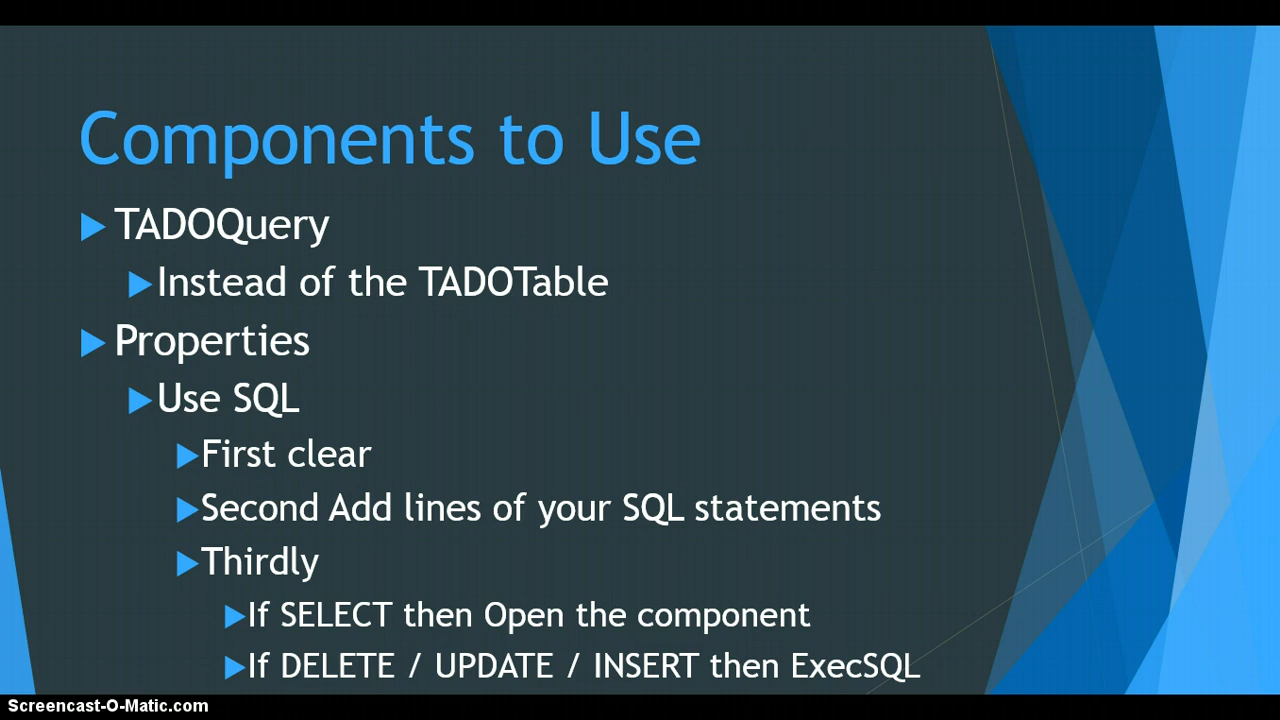 Components to Use
TADOQuery
Instead of the TADOTable
Properties
Use SQL
First clear
Second Add lines of your SQL statements
Thirdly
If SELECT then Open the component
If DELETE / UPDATE / INSERT then ExecSQL
Screencast-O-Matic.com